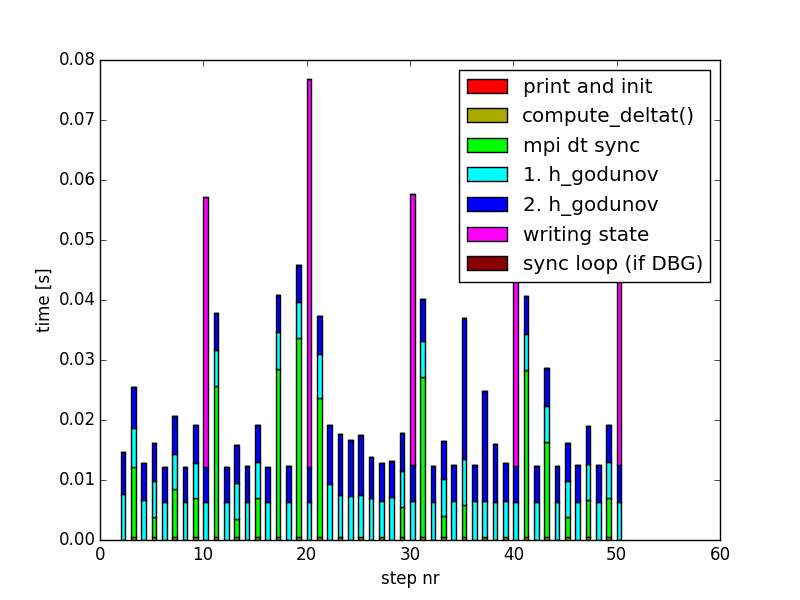 0.08
0.07
0.06
0.05
0.04
0.03
0.02
0.01
0.00
time [s]
print and init
compute_deltat()
mpi dt sync
1. h_godunov
2. h_godunov
writing state
sync loop (if DBG)
0 10 20 30 40 50 60
step nr